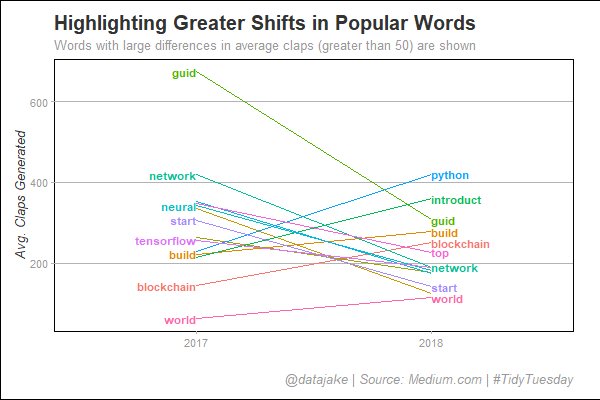 Highlighting Greater Shifts in Popular Words
Words with large differences in average claps (greater than 50) are shown
Avg. Claps Generated
600
400
200
guid
network
neural
start
tensorflow
build
blockchain
world
python
introduct
guid
build
blockchain
top
network
start
world
2017 2018
@datajake | Source: Medium.com | #TidyTuesday